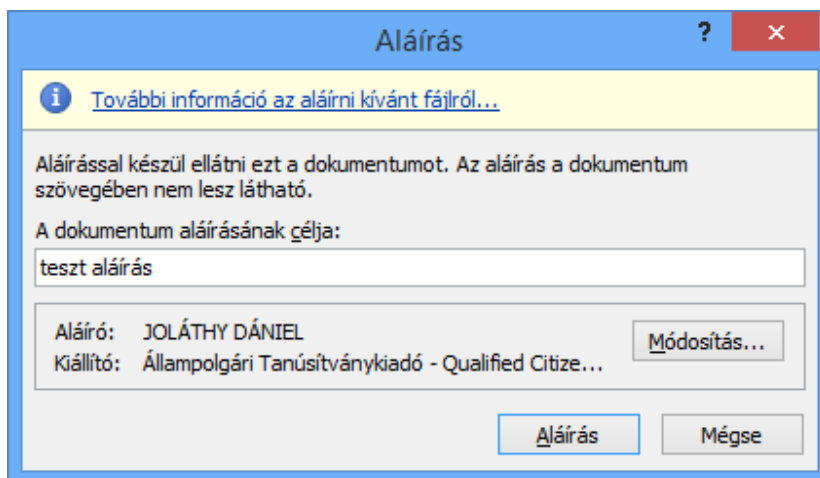 Aláírás
?
További információ az aláírni kívánt fájlról...
Aláírással készül ellátni ezt a dokumentumot. Az aláírás a dokumentum
szövegében nem lesz látható.
A dokumentum aláírásának célja:
teszt aláírás
Aláíró: JOLÁTHY DÁNIEL
Módosítás...
Kiállító: Állampolgári Tanúsítványkiadó - Qualified Citize...
Aláírás Mégse